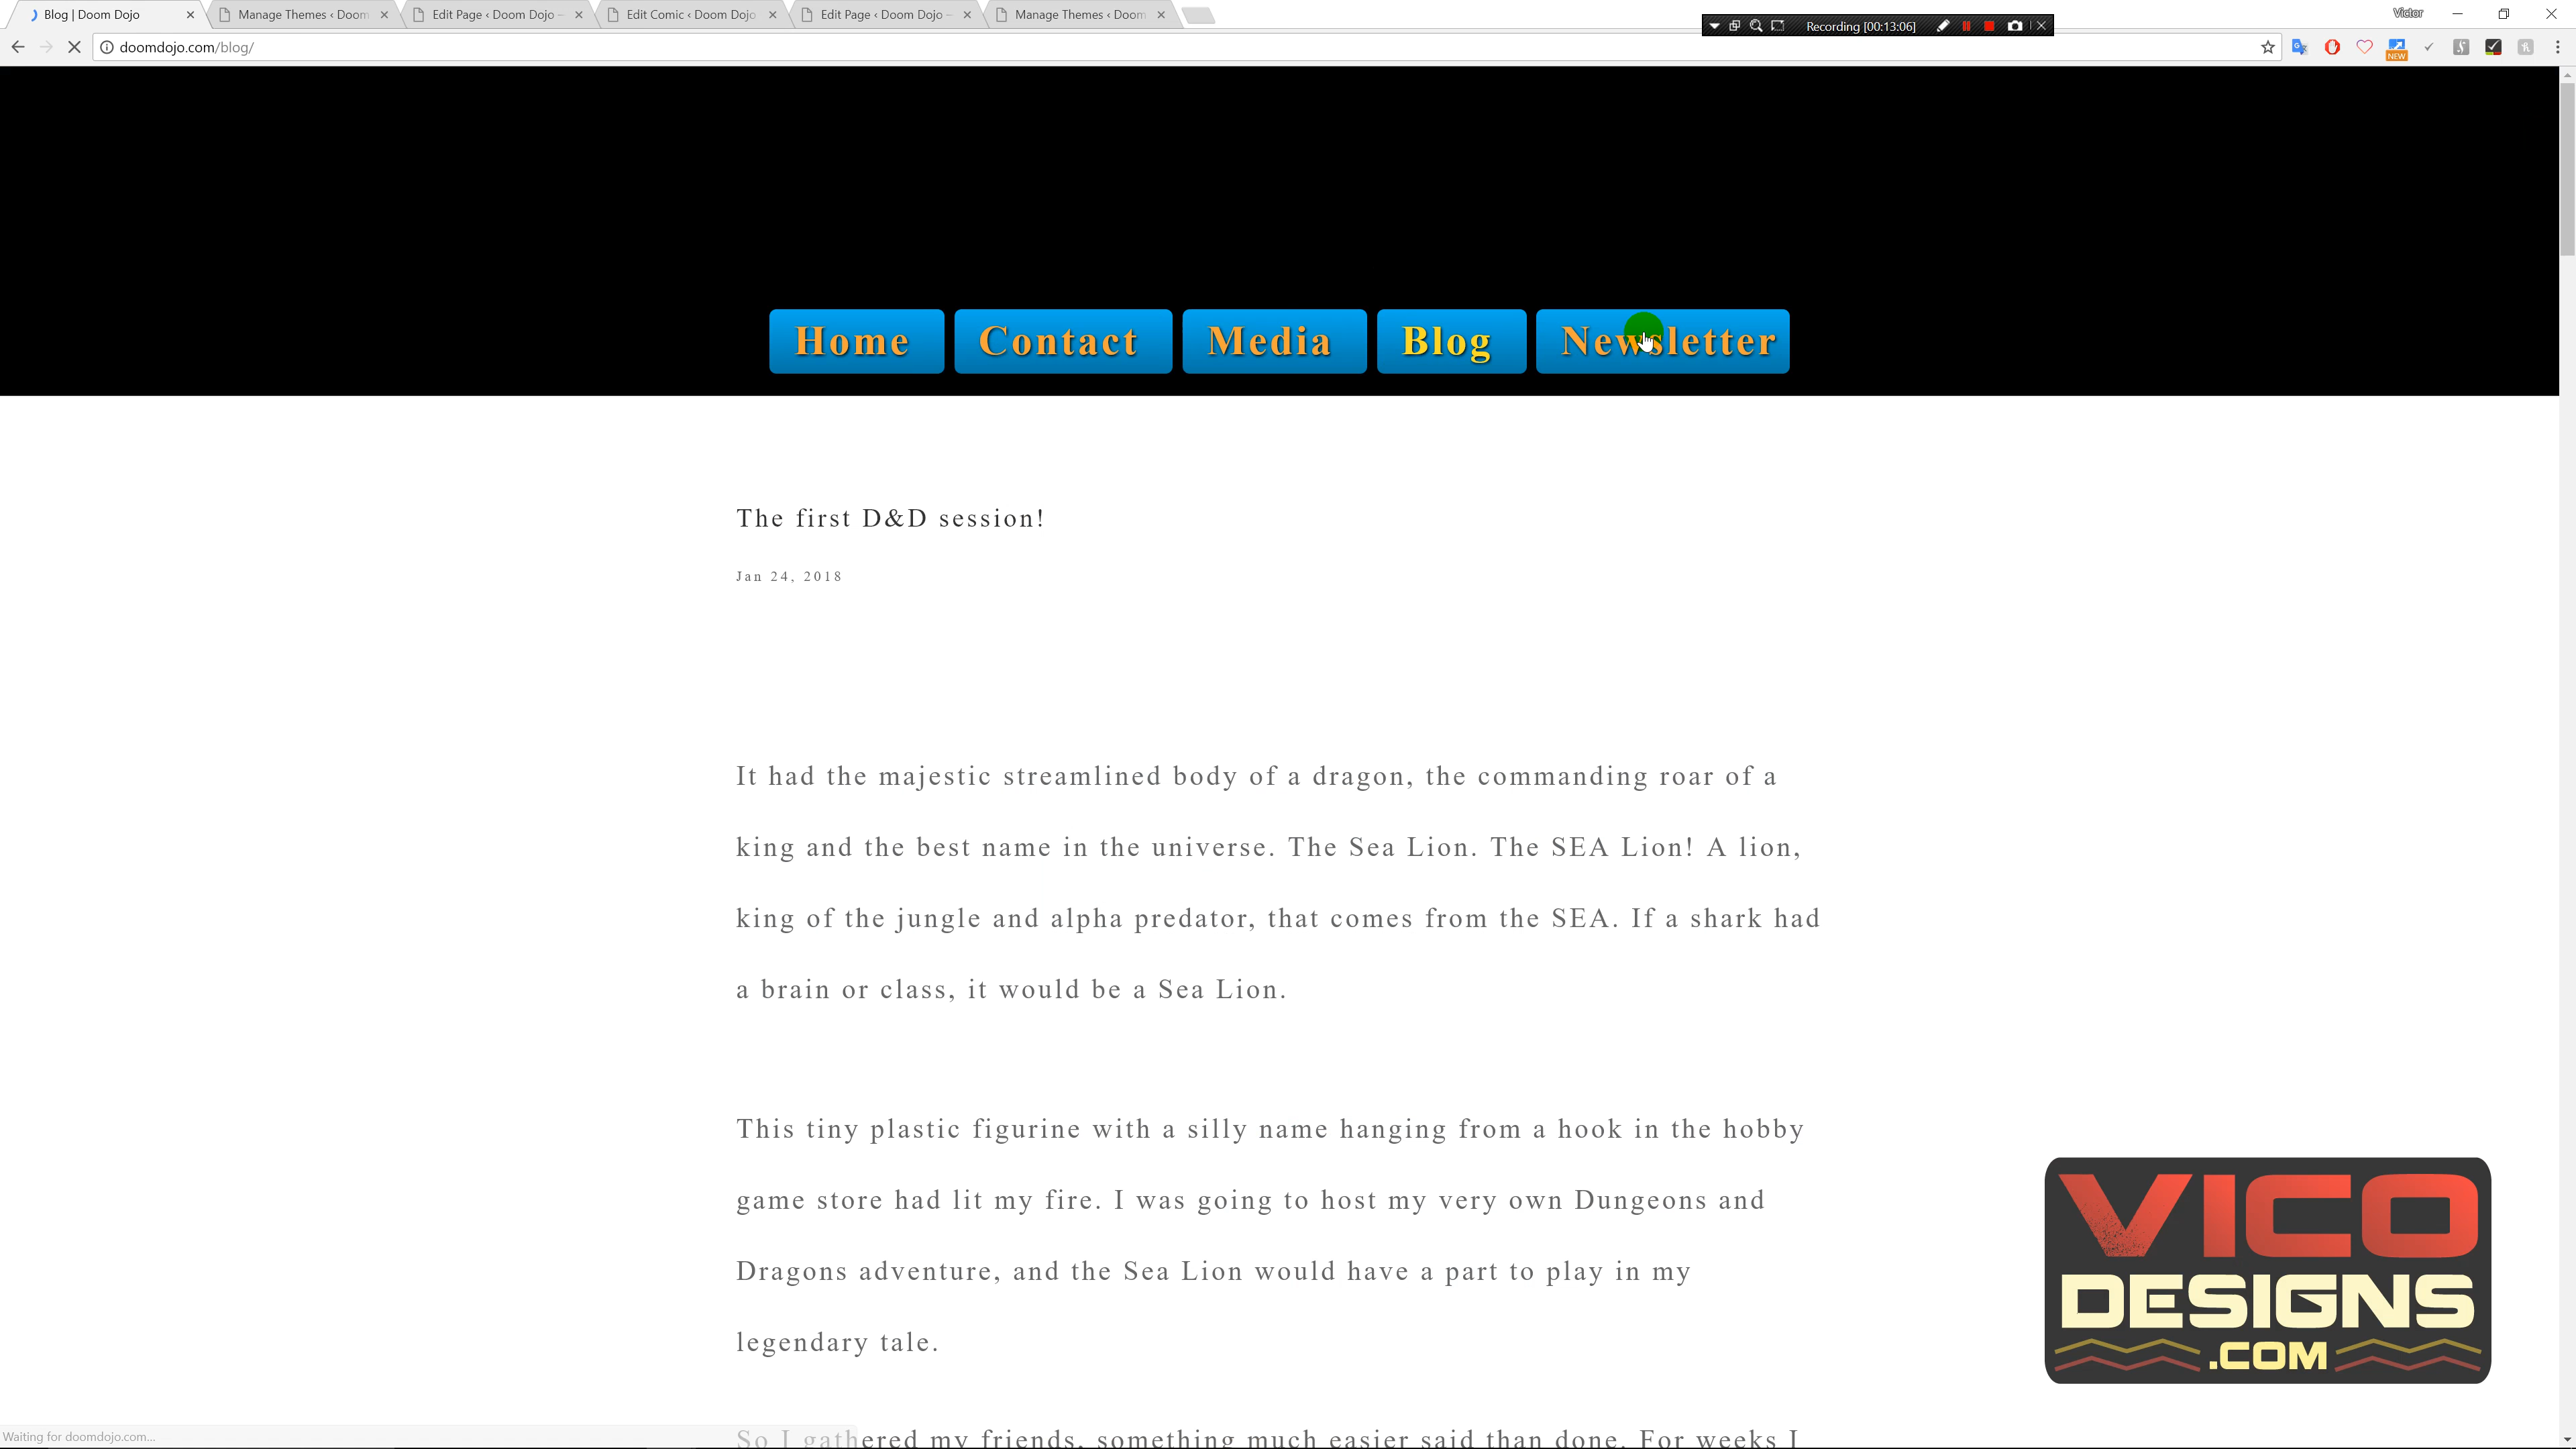 Blog | Doom Dojo
Manage Themes ‹ Doom
Edit Page ‹ Doom Dojo –
Edit Comic ‹ Doom Dojo
Edit Page ‹ Doom Dojo –
Manage Themes ‹ Doom
Victor
Recording [00:13:06]
doomdojo.com/blog/
NEW
Home
Contact
Media
Blog
Newsletter
The first D&D session!
Jan 24, 2018
It had the majestic streamlined body of a dragon, the commanding roar of a
king and the best name in the universe. The Sea Lion. The SEA Lion! A lion,
king of the jungle and alpha predator, that comes from the SEA. If a shark had
a brain or class, it would be a Sea Lion.
This tiny plastic figurine with a silly name hanging from a hook in the hobby
game store had lit my fire. I was going to host my very own Dungeons and
Dragons adventure, and the Sea Lion would have a part to play in my
legendary tale.
So I gathered my friends, something much easier said than done. For weeks I
VICO
DESIGNS
.COM
Waiting for doomdojo.com...